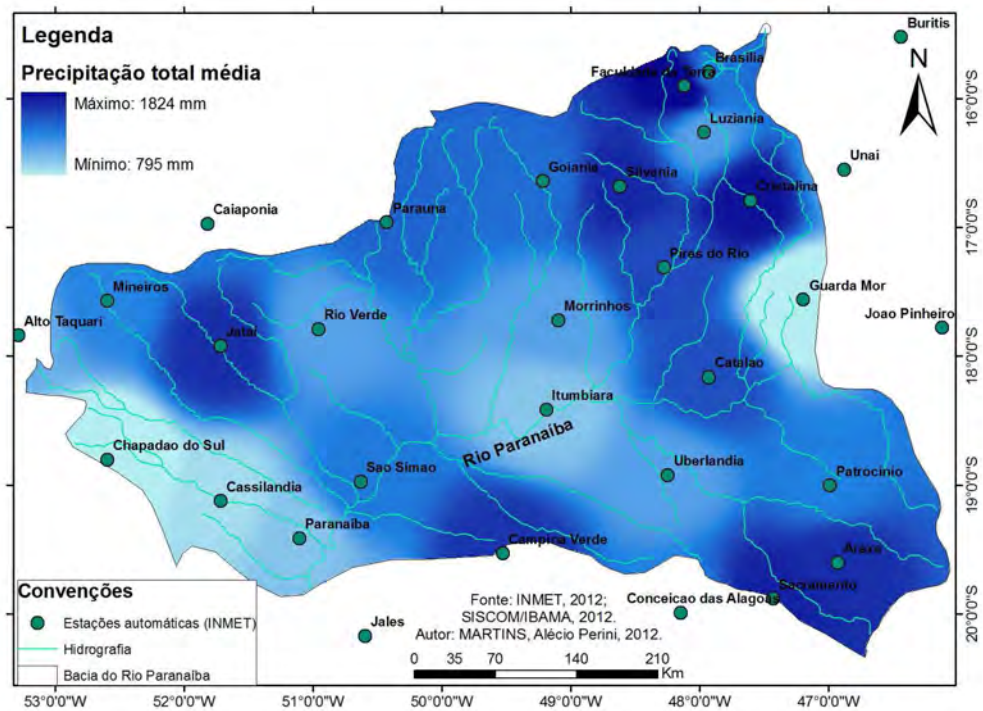 Legenda
Precipitação total média
Máximo: 1824 mm
Mínimo: 795 mm
Buritis
N
Brasília
Faculdade da Terra
Luziania
Unai
Goiania
Silvania
Cristalina
Caiaponia
Parauna
Pires do Rio
Mineiros
Guarda Mor
Rio Verde
Morrinhos
Joao Pinheiro
Alto Taquari
Jatai
Catalao
Itumbiara
Rio Paranaíba
Chapadao do Sul
Uberlandia
Patrocinio
Sao Simao
Cassilandia
Paranaiba
Campina Verde
Araxa
Sacramento
Conceicao das Alagoas
Jales
Convenções
Estações automáticas (INMET)
Hidrografia
Bacia do Rio Paranaíba
Fonte: INMET, 2012;
SISCOM/IBAMA, 2012.
Autor: MARTINS, Alécio Perini, 2012.
0 35 70 140 210
Km
16°0'0"S
17°0'0"S
18°0'0"S
19°0'0"S
20°0'0"S
53°0'0"W 52°0'0"W 51°0'0"W 50°0'0"W 49°0'0"W 48°0'0"W 47°0'0"W